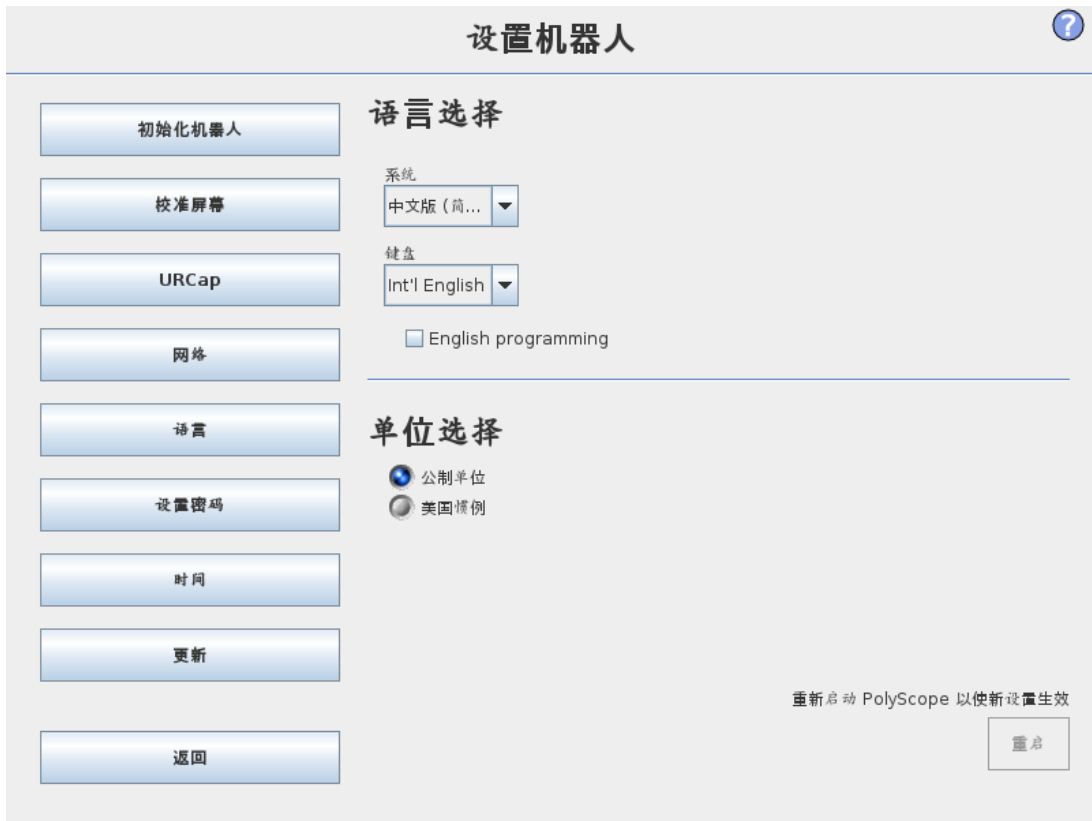 设置机器人
?
初始化机器人
校准屏幕
URCap
网络
语言
设置密码
时间
更新
返回
语言选择
系统
中文版（简...
键盘
Int'l English
English programming
单位选择
公制单位
美国惯例
重新启动 PolyScope 以使新设置生效
重启